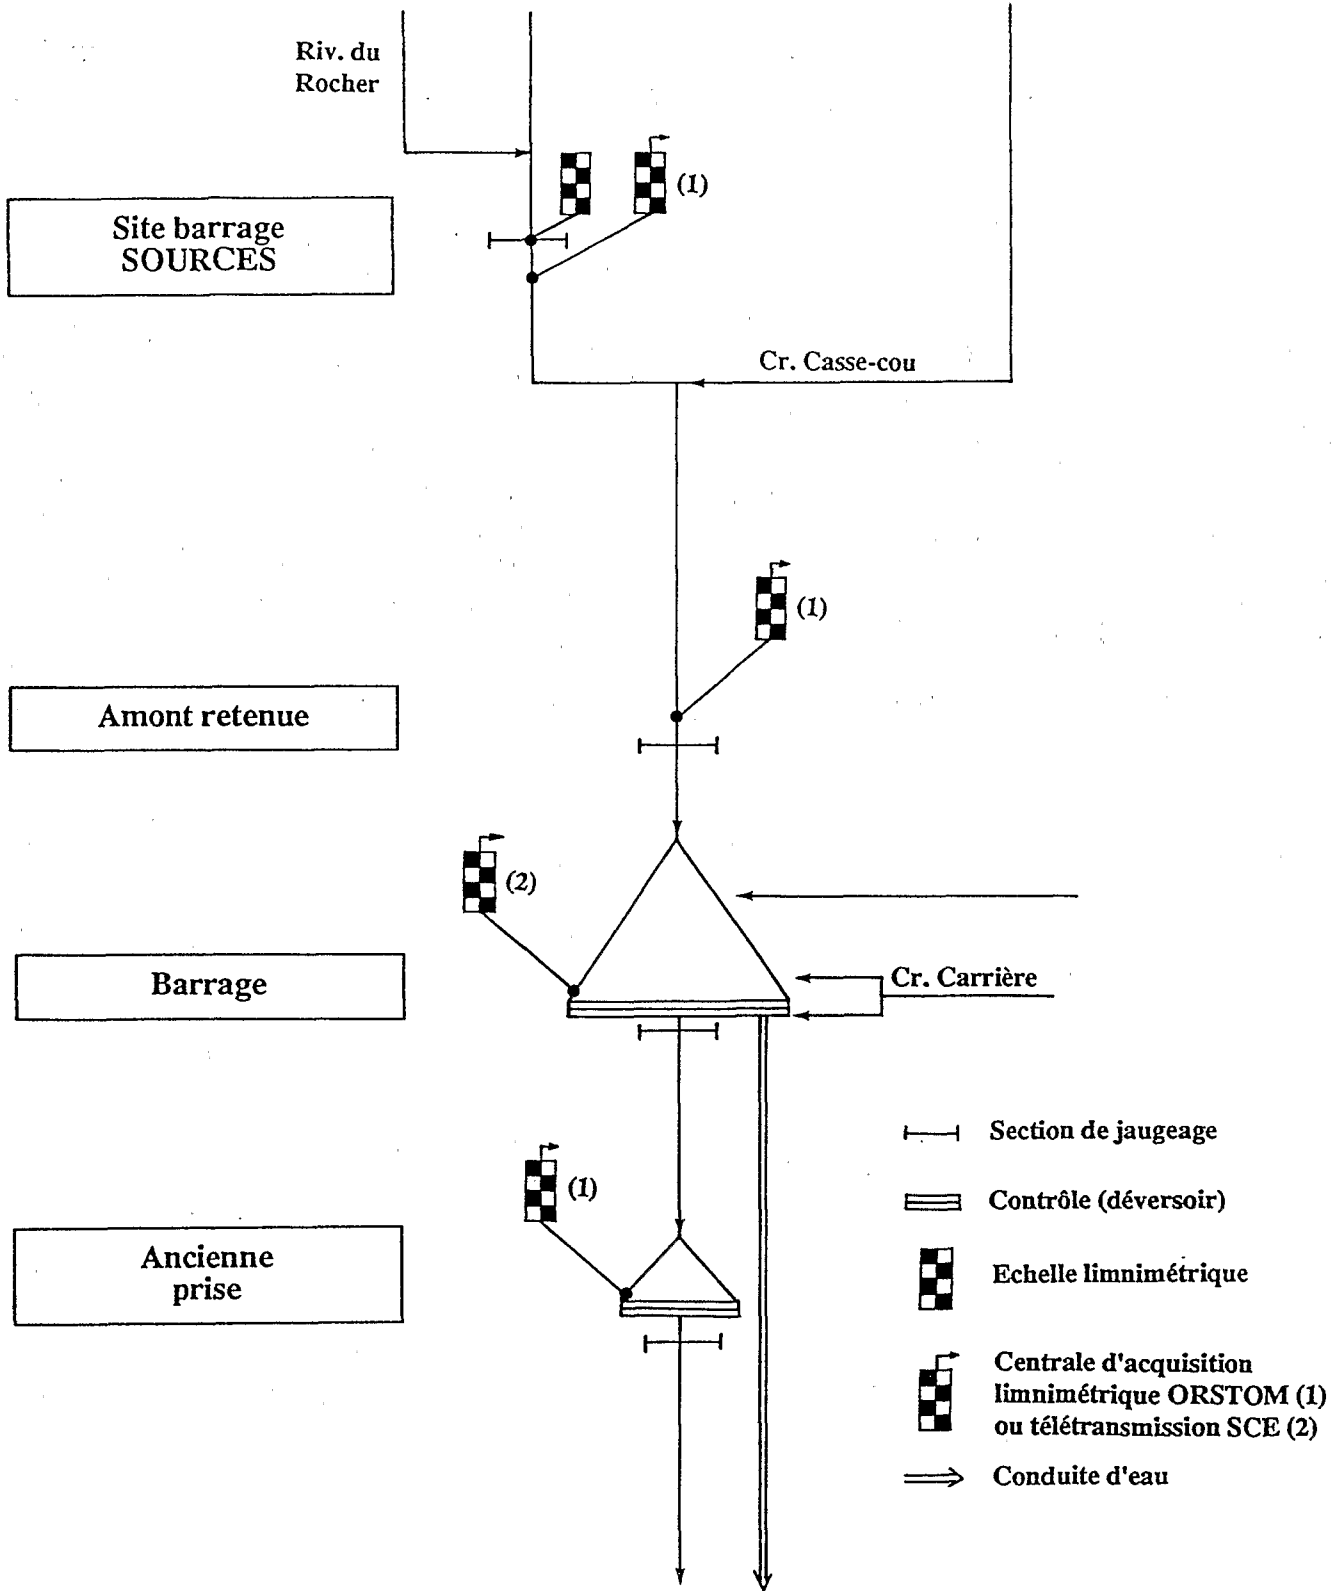 Riv. du
Rocher
(1)
Site barrage
SOURCES
Cr. Casse-cou
(1)
Amont retenue
(2)
Barrage
Cr. Carrière
Section de jaugeage
(1)
Contrôle (déversoir)
Ancienne
prise
Echelle limnimétrique
Centrale d'acquisition
limnimétrique ORSTOM (1)
ou télétransmission SCE (2)
Conduite d'eau